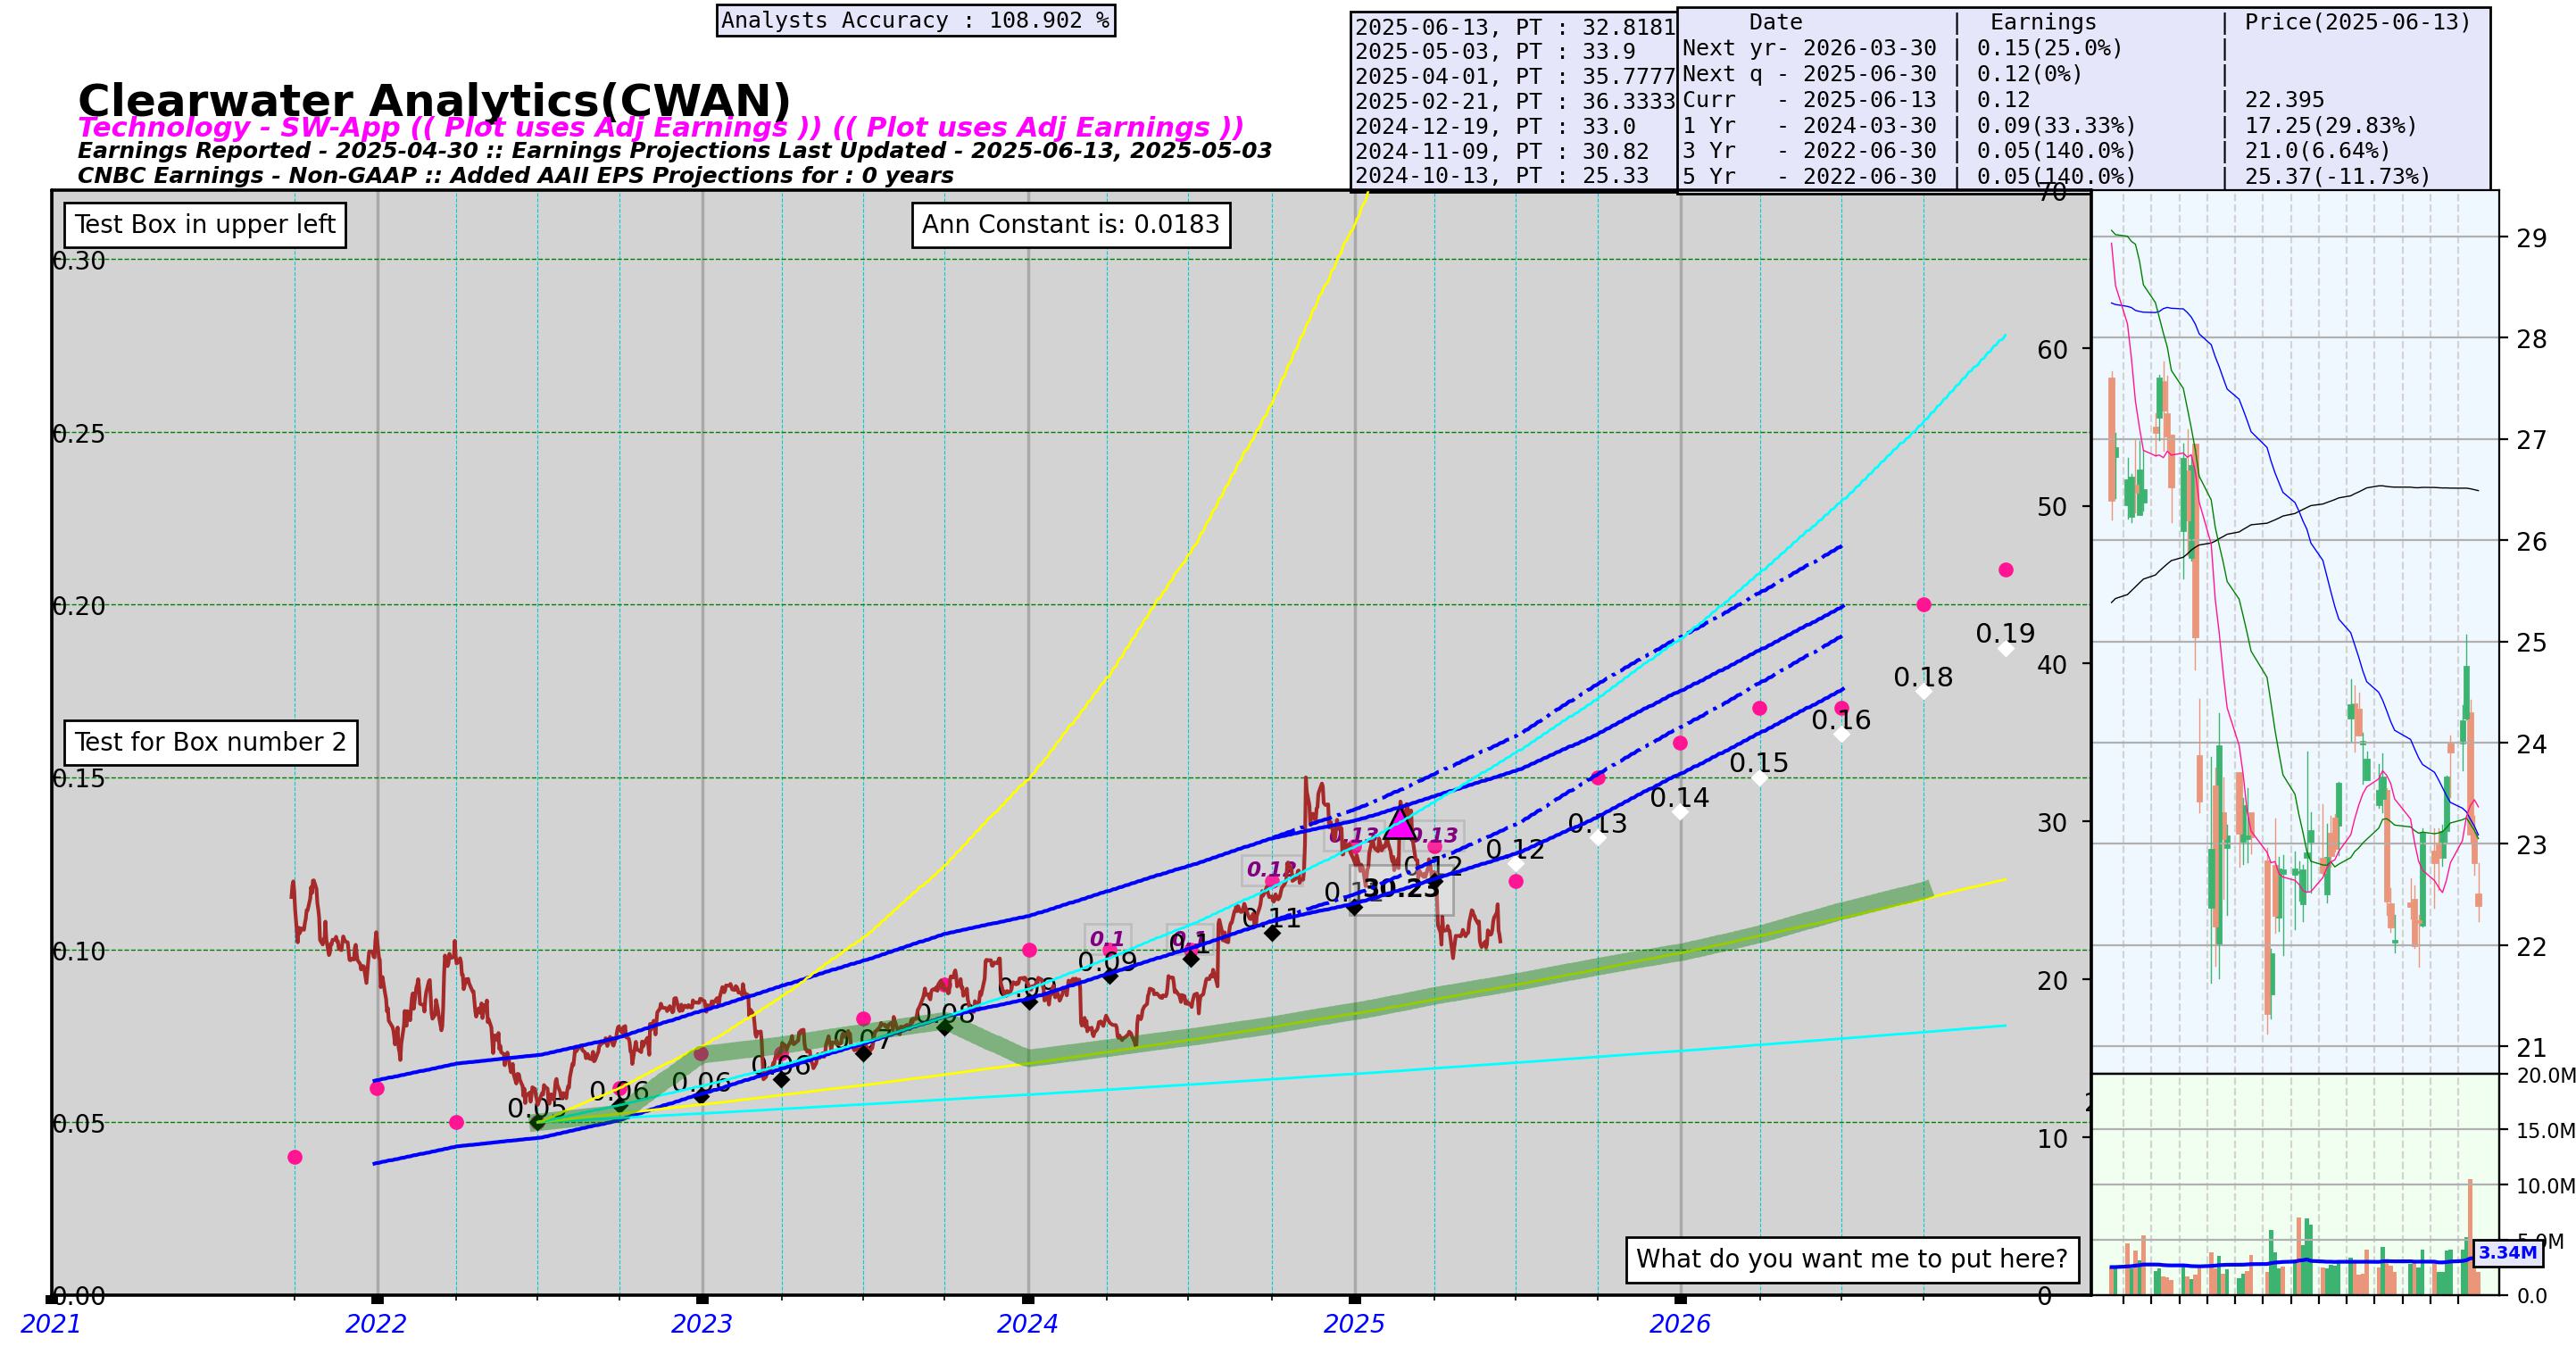 Analysts Accuracy : 108.902 %
2025-06-13, PT : 32.8181
2025-05-03, PT : 33.9
2025-04-01, PT : 35.7777
2025-02-21, PT : 36.3333
2024-12-19, PT : 33.0
2024-11-09, PT : 30.82
2024-10-13, PT : 25.33
Date | Earnings | Price(2025-06-13)
Next yr- 2026-03-30 | 0.15(25.0%) |
Next q - 2025-06-30 | 0.12(0%) |
Curr - 2025-06-13 | 0.12 | 22.395
1 Yr - 2024-03-30 | 0.09(33.33%) | 17.25(29.83%)
3 Yr - 2022-06-30 | 0.05(140.0%) | 21.0(6.64%)
5 Yr - 2022-06-30 | 0.05(140.0%) | 25.37(-11.73%)
Clearwater Analytics(CWAN)
Technology - SW-App (( Plot uses Adj Earnings )) (( Plot uses Adj Earnings ))
Earnings Reported - 2025-04-30 :: Earnings Projections Last Updated - 2025-06-13, 2025-05-03
CNBC Earnings - Non-GAAP :: Added AAII EPS Projections for : 0 years
Test Box in upper left
Ann Constant is: 0.0183
Test for Box number 2
What do you want me to put here?
0.30
0.25
0.20
0.15
0.10
0.05
0.00
0.05
0.06
0.06
0.06
0.07
0.08
0.09
0.09
0.1
0.1
0.1
0.11
0.13
0.13
30.23
0.12
0.12
0.13
0.14
0.15
0.16
0.18
0.19
70
60
50
40
30
20
10
0
29
28
27
26
25
24
23
22
21
20.0M
15.0M
10.0M
5.0M
3.34M
0.0
2021
2022
2023
2024
2025
2026